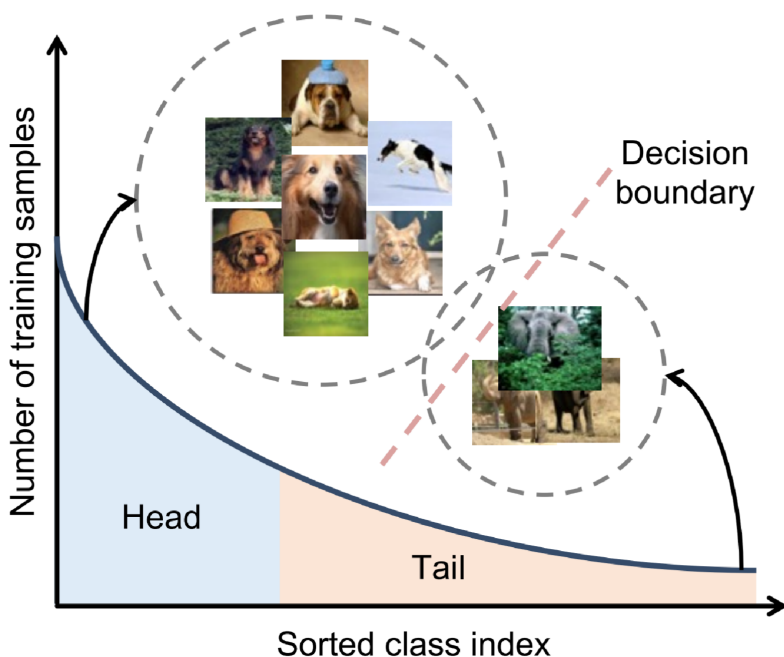 Number of training samples
Decision
boundary
Head
Tail
Sorted class index